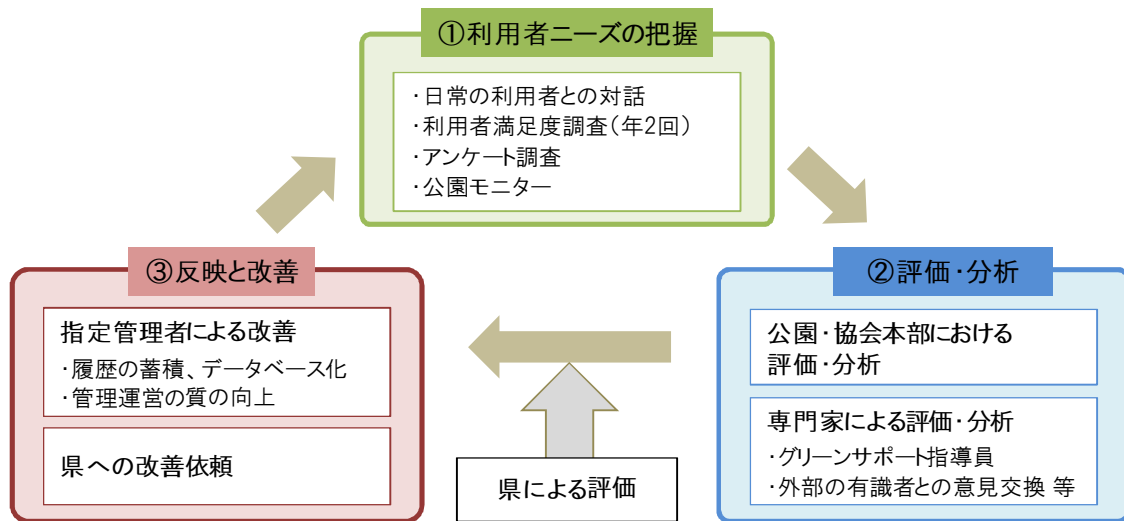 ①利用者ニーズの把握
・日常の利用者との対話
・利用者満足度調査(年2回)
・アンケート調査
・公園モニター
②評価・分析
公園・協会本部における
評価・分析
専門家による評価・分析
・グリーンサポート指導員
・外部の有識者との意見交換 等
③反映と改善
指定管理者による改善
・履歴の蓄積、データベース化
・管理運営の質の向上
県への改善依頼
県による評価